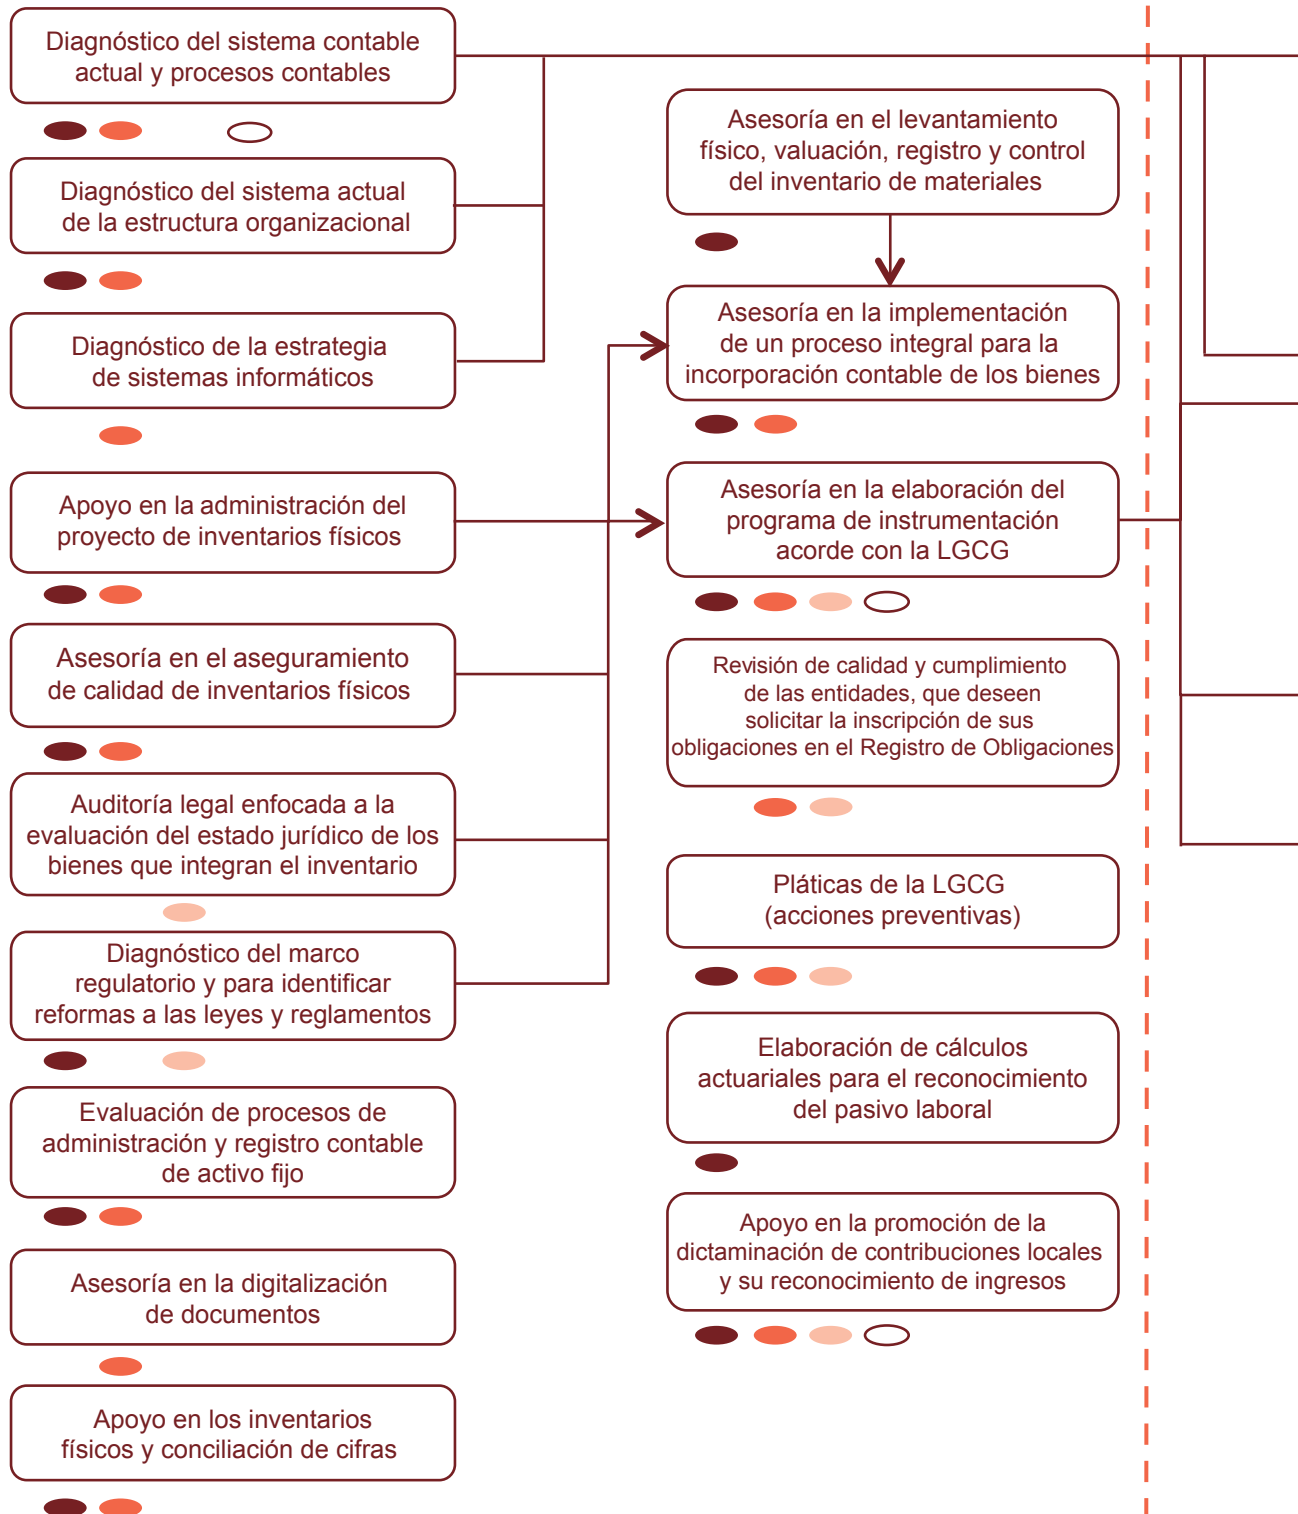 Diagnóstico del sistema contable
actual y procesos contables
Diagnóstico del sistema actual
de la estructura organizacional
Diagnóstico de la estrategia
de sistemas informáticos
Apoyo en la administración del
proyecto de inventarios físicos
Asesoría en el aseguramiento
de calidad de inventarios físicos
Auditoría legal enfocada a la
evaluación del estado jurídico de los
bienes que integran el inventario
Diagnóstico del marco
regulatorio y para identificar
reformas a las leyes y reglamentos
Evaluación de procesos de
administración y registro contable
de activo fijo
Asesoría en la digitalización
de documentos
Apoyo en los inventarios
físicos y conciliación de cifras
Asesoría en el levantamiento
físico, valuación, registro y control
del inventario de materiales
Asesoría en la implementación
de un proceso integral para la
incorporación contable de los bienes
Asesoría en la elaboración del
programa de instrumentación
acorde con la LGCG
Revisión de calidad y cumplimiento
de las entidades, que deseen
solicitar la inscripción de sus
obligaciones en el Registro de Obligaciones
Pláticas de la LGCG
(acciones preventivas)
Elaboración de cálculos
actuariales para el reconocimiento
del pasivo laboral
Apoyo en la promoción de la
dictaminación de contribuciones locales
y su reconocimiento de ingresos